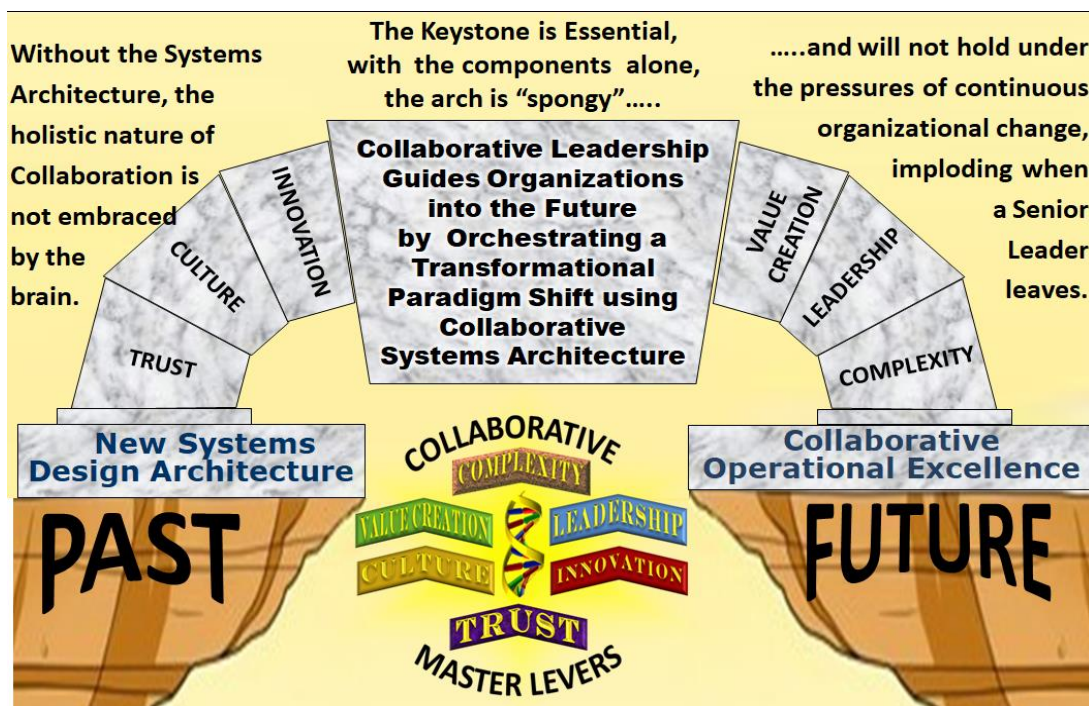 Without the Systems
Architecture, the
holistic nature of
Collaboration is
not embraced
by the
brain.
The Keystone is Essential,
with the components alone,
the arch is “spongy”…..
…..and will not hold under
the pressures of continuous
organizational change,
imploding when
a Senior
Leader
leaves.
TRUST
CULTURE
INNOVATION
Collaborative Leadership
Guides Organizations
into the Future
by Orchestrating a
Transformational
Paradigm Shift using
Collaborative
Systems Architecture
VALUE
CREATION
LEADERSHIP
COMPLEXITY
New Systems
Design Architecture
Collaborative
Operational Excellence
PAST
FUTURE
COLLABORATIVE
COMPLEXITY
VALUE CREATION
LEADERSHIP
CULTURE
INNOVATION
TRUST
MASTER LEVERS